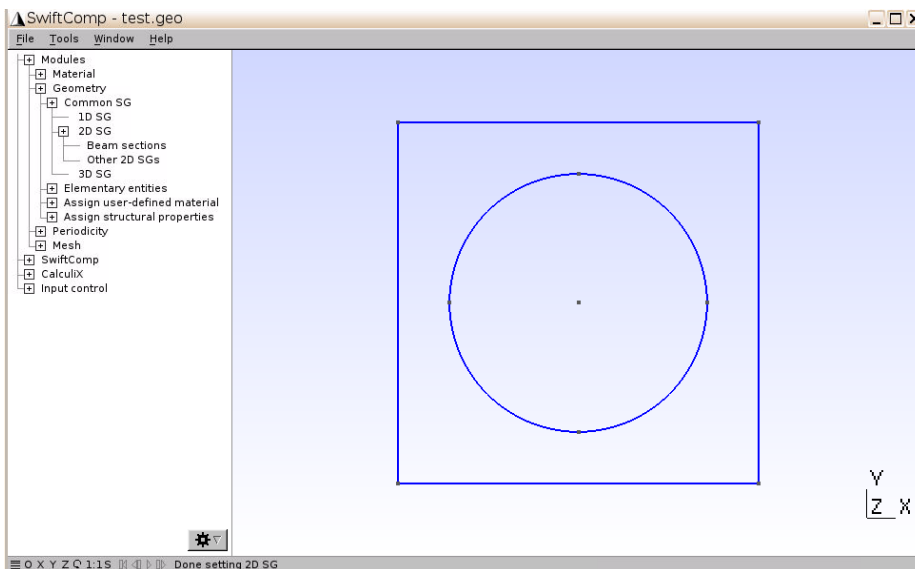 SwiftComp - test.geo
File Tools Window Help
Modules
Material
Geometry
Common SG
1D SG
2D SG
Beam sections
Other 2D SGs
3D SG
Elementary entities
Assign user-defined material
Assign structural properties
Periodicity
Mesh
SwiftComp
CalculiX
Input control
Y
Z X
O X Y Z 1:1 S Done setting 2D SG